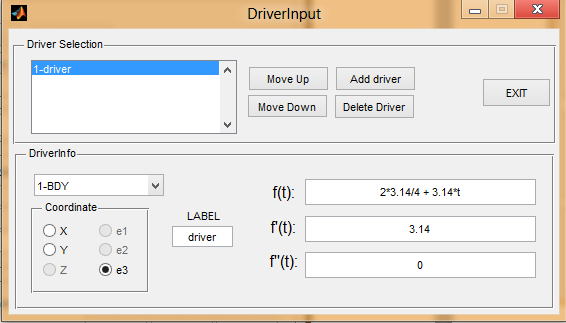 DriverInput
Driver Selection
1-driver
Move Up
Add driver
Move Down
Delete Driver
EXIT
DriverInfo
1-BDY
Coordinate
X
e1
Y
e2
Z
e3
LABEL
driver
f(t):
2*3.14/4 + 3.14*t
f'(t):
3.14
f''(t):
0